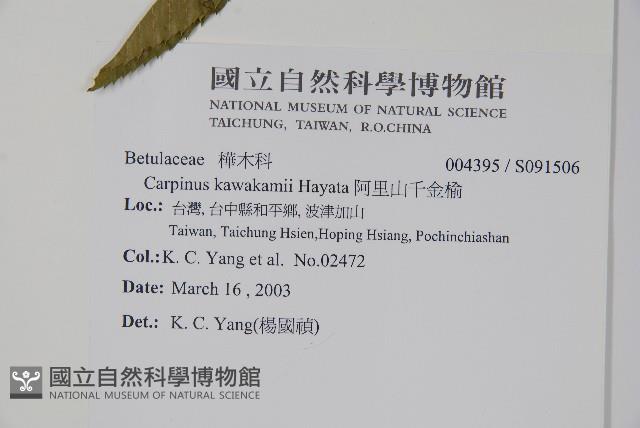 國立自然科學博物館
NATIONAL MUSEUM OF NATURAL SCIENCE
TAICHUNG, TAIWAN, R.O.CHINA
Betulaceae 樺木科 004395 / S091506
Carpinus kawakamii Hayata 阿里山千金榆
Loc.: 台灣, 台中縣和平鄉, 波津加山
Taiwan, Taichung Hsien,Hoping Hsiang, Pochinchiashan
Col.: K. C. Yang et al. No.02472
Date: March 16 , 2003
Det.: K. C. Yang(楊國禎)
國立自然科學博物館
NATIONAL MUSEUM OF NATURAL SCIENCE